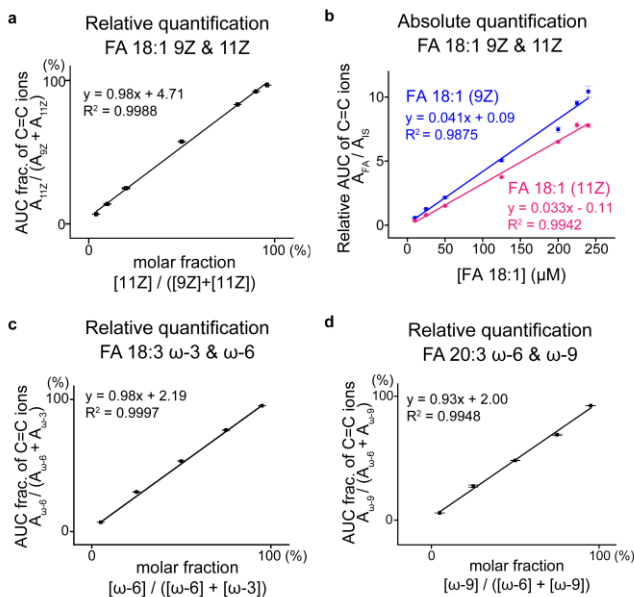 a
Relative quantification
FA 18:1 9Z & 11Z
(%)
100
0
y = 0.98x + 4.71
R² = 0.9988
AUC frac. of C=C ions
A11Z / (A9Z + A11Z)
0
100 (%)
molar fraction
[11Z] / ([9Z]+[11Z])
b
Absolute quantification
FA 18:1 9Z & 11Z
10
5
0
FA 18:1 (9Z)
y = 0.041x + 0.09
R² = 0.9875
FA 18:1 (11Z)
y = 0.033x - 0.11
R² = 0.9942
Relative AUC of C=C ions
AFA / AIS
0 50 100 150 200 250
[FA 18:1] (µM)
c
Relative quantification
FA 18:3 ω-3 & ω-6
(%)
100
0
y = 0.98x + 2.19
R² = 0.9997
AUC frac. of C=C ions
Aω-6 / (Aω-6 + Aω-3)
0
100 (%)
molar fraction
[ω-6] / ([ω-6] + [ω-3])
d
Relative quantification
FA 20:3 ω-6 & ω-9
(%)
100
0
y = 0.93x + 2.00
R² = 0.9948
AUC frac. of C=C ions
Aω-9 / (Aω-6 + Aω-9)
0
100 (%)
molar fraction
[ω-9] / ([ω-6] + [ω-9])